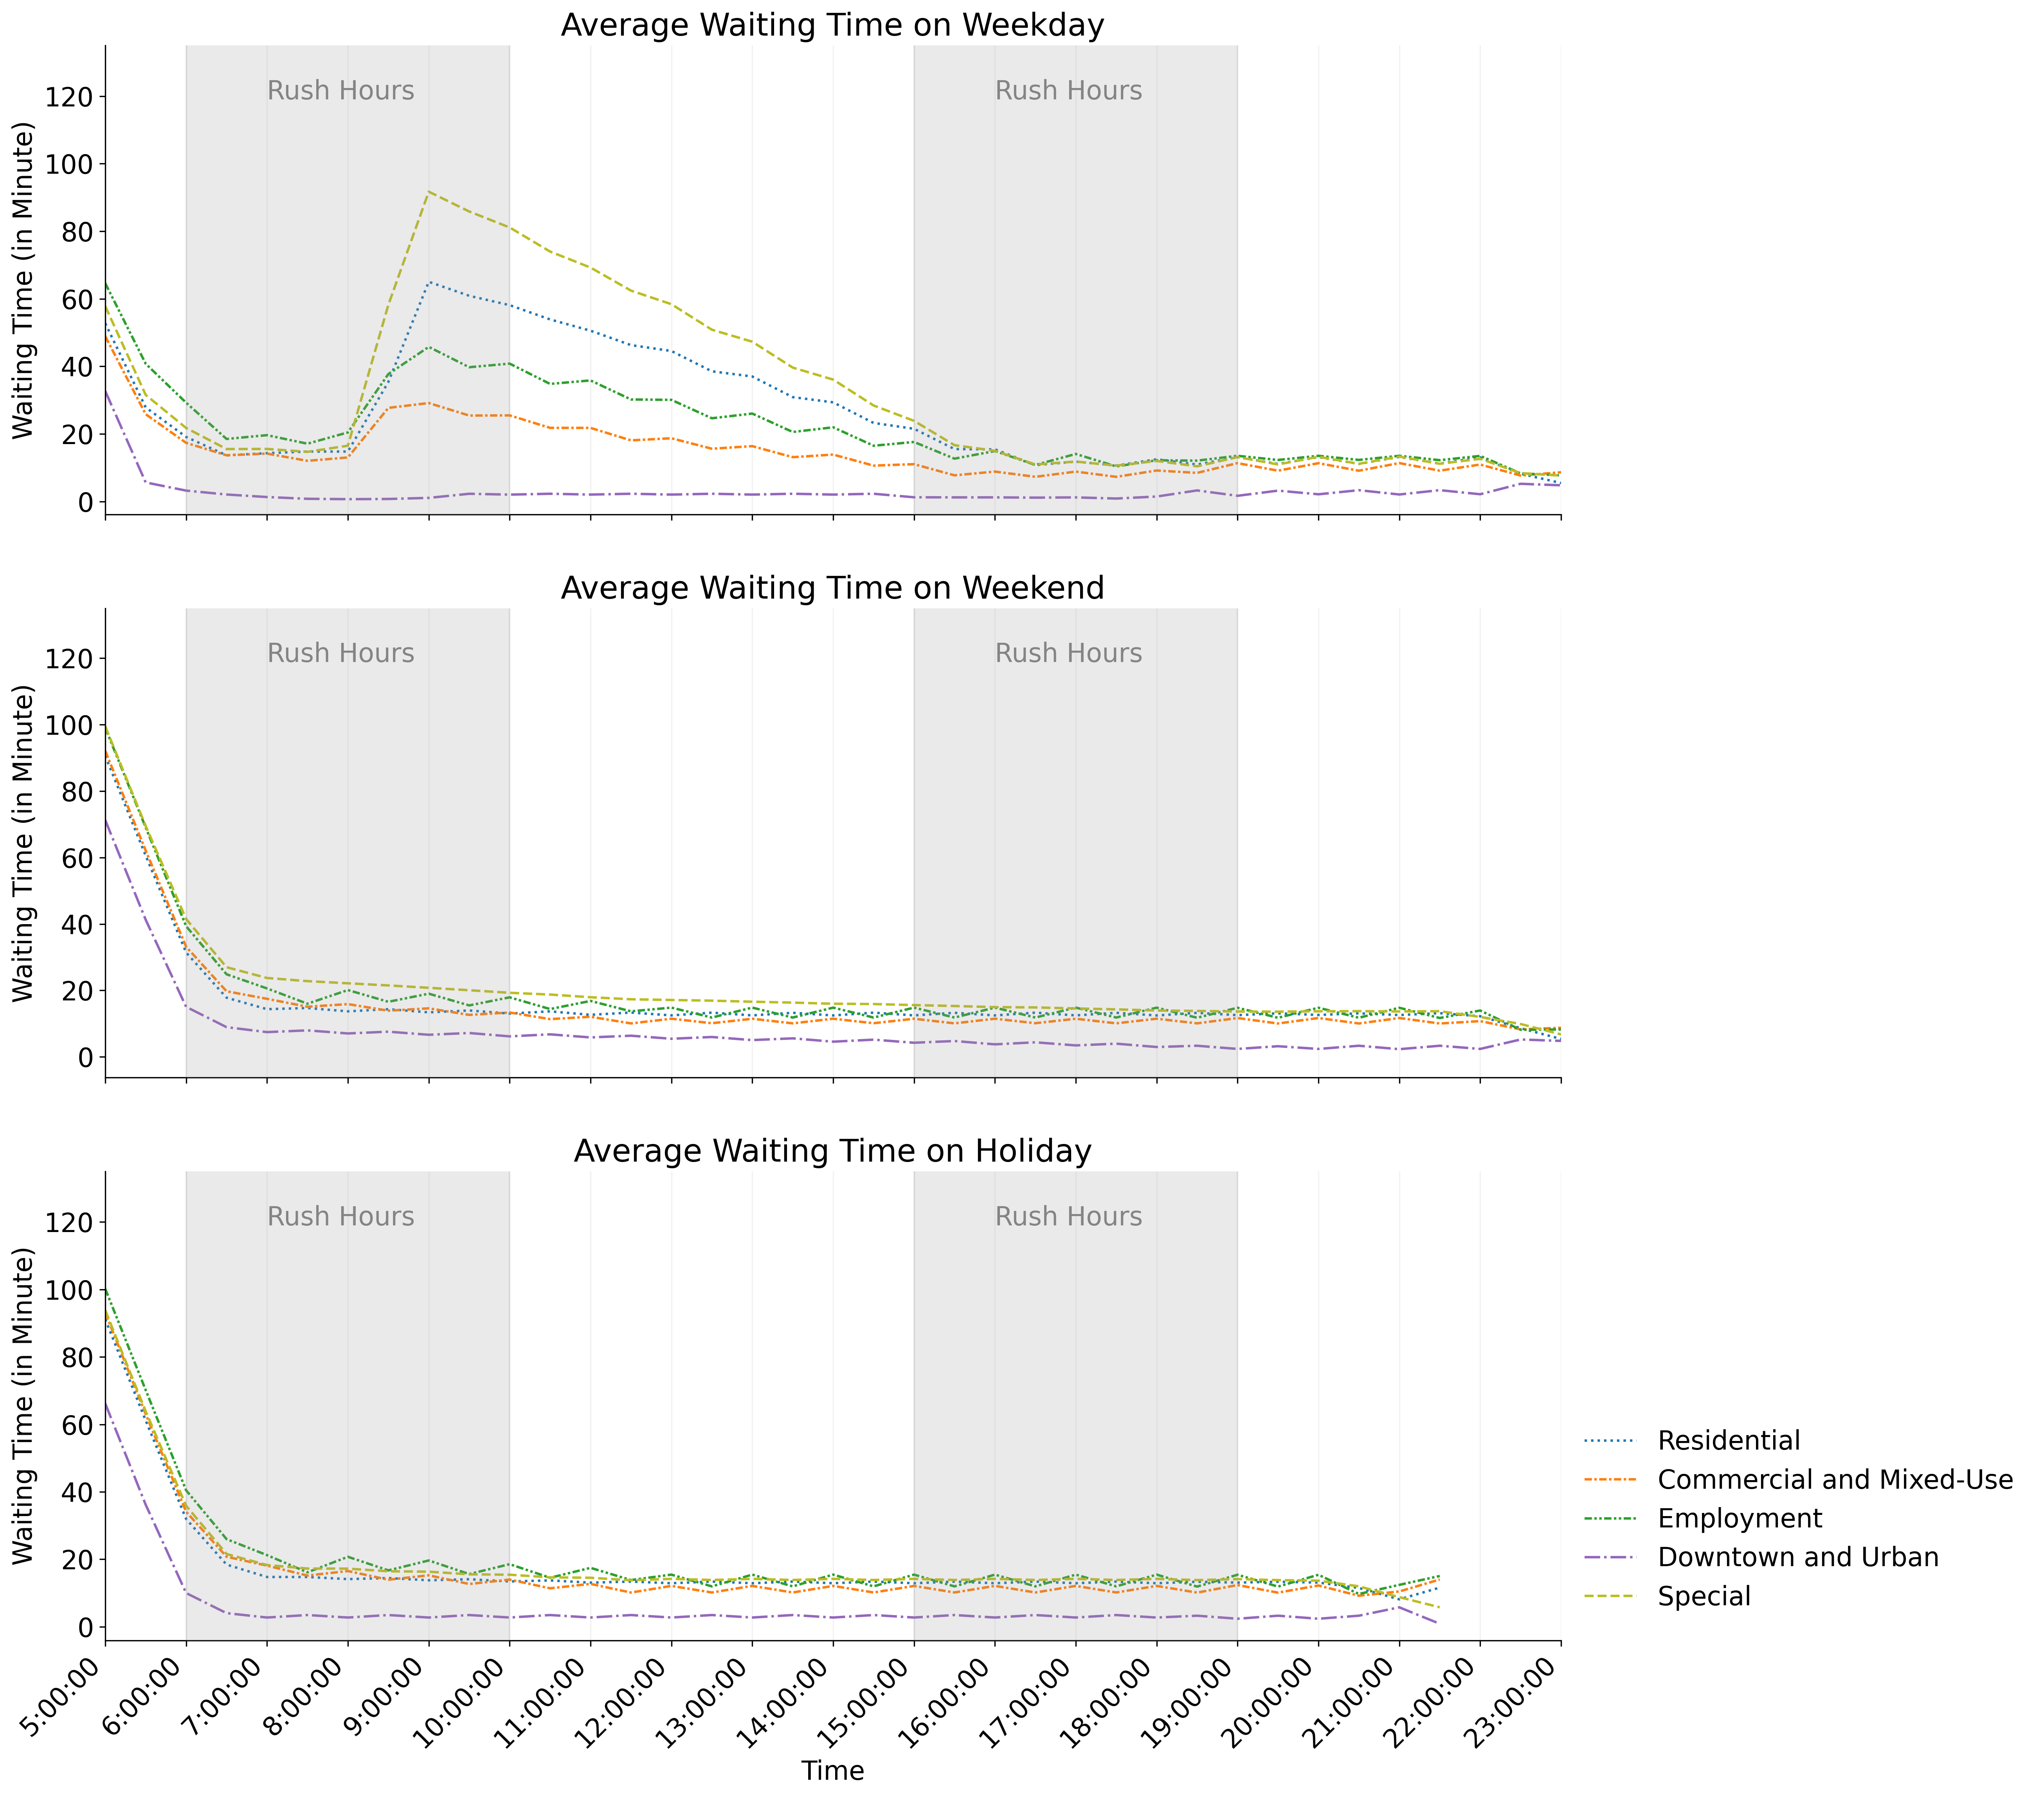 Average Waiting Time on Weekday
Rush Hours
Rush Hours
Waiting Time (in Minute)
120
100
80
60
40
20
0
Average Waiting Time on Weekend
Rush Hours
Rush Hours
Waiting Time (in Minute)
120
100
80
60
40
20
0
Average Waiting Time on Holiday
Rush Hours
Rush Hours
Waiting Time (in Minute)
120
100
80
60
40
20
0
5:00:00
6:00:00
7:00:00
8:00:00
9:00:00
10:00:00
11:00:00
12:00:00
13:00:00
14:00:00
15:00:00
16:00:00
17:00:00
18:00:00
19:00:00
20:00:00
21:00:00
22:00:00
23:00:00
Time
Residential
Commercial and Mixed-Use
Employment
Downtown and Urban
Special